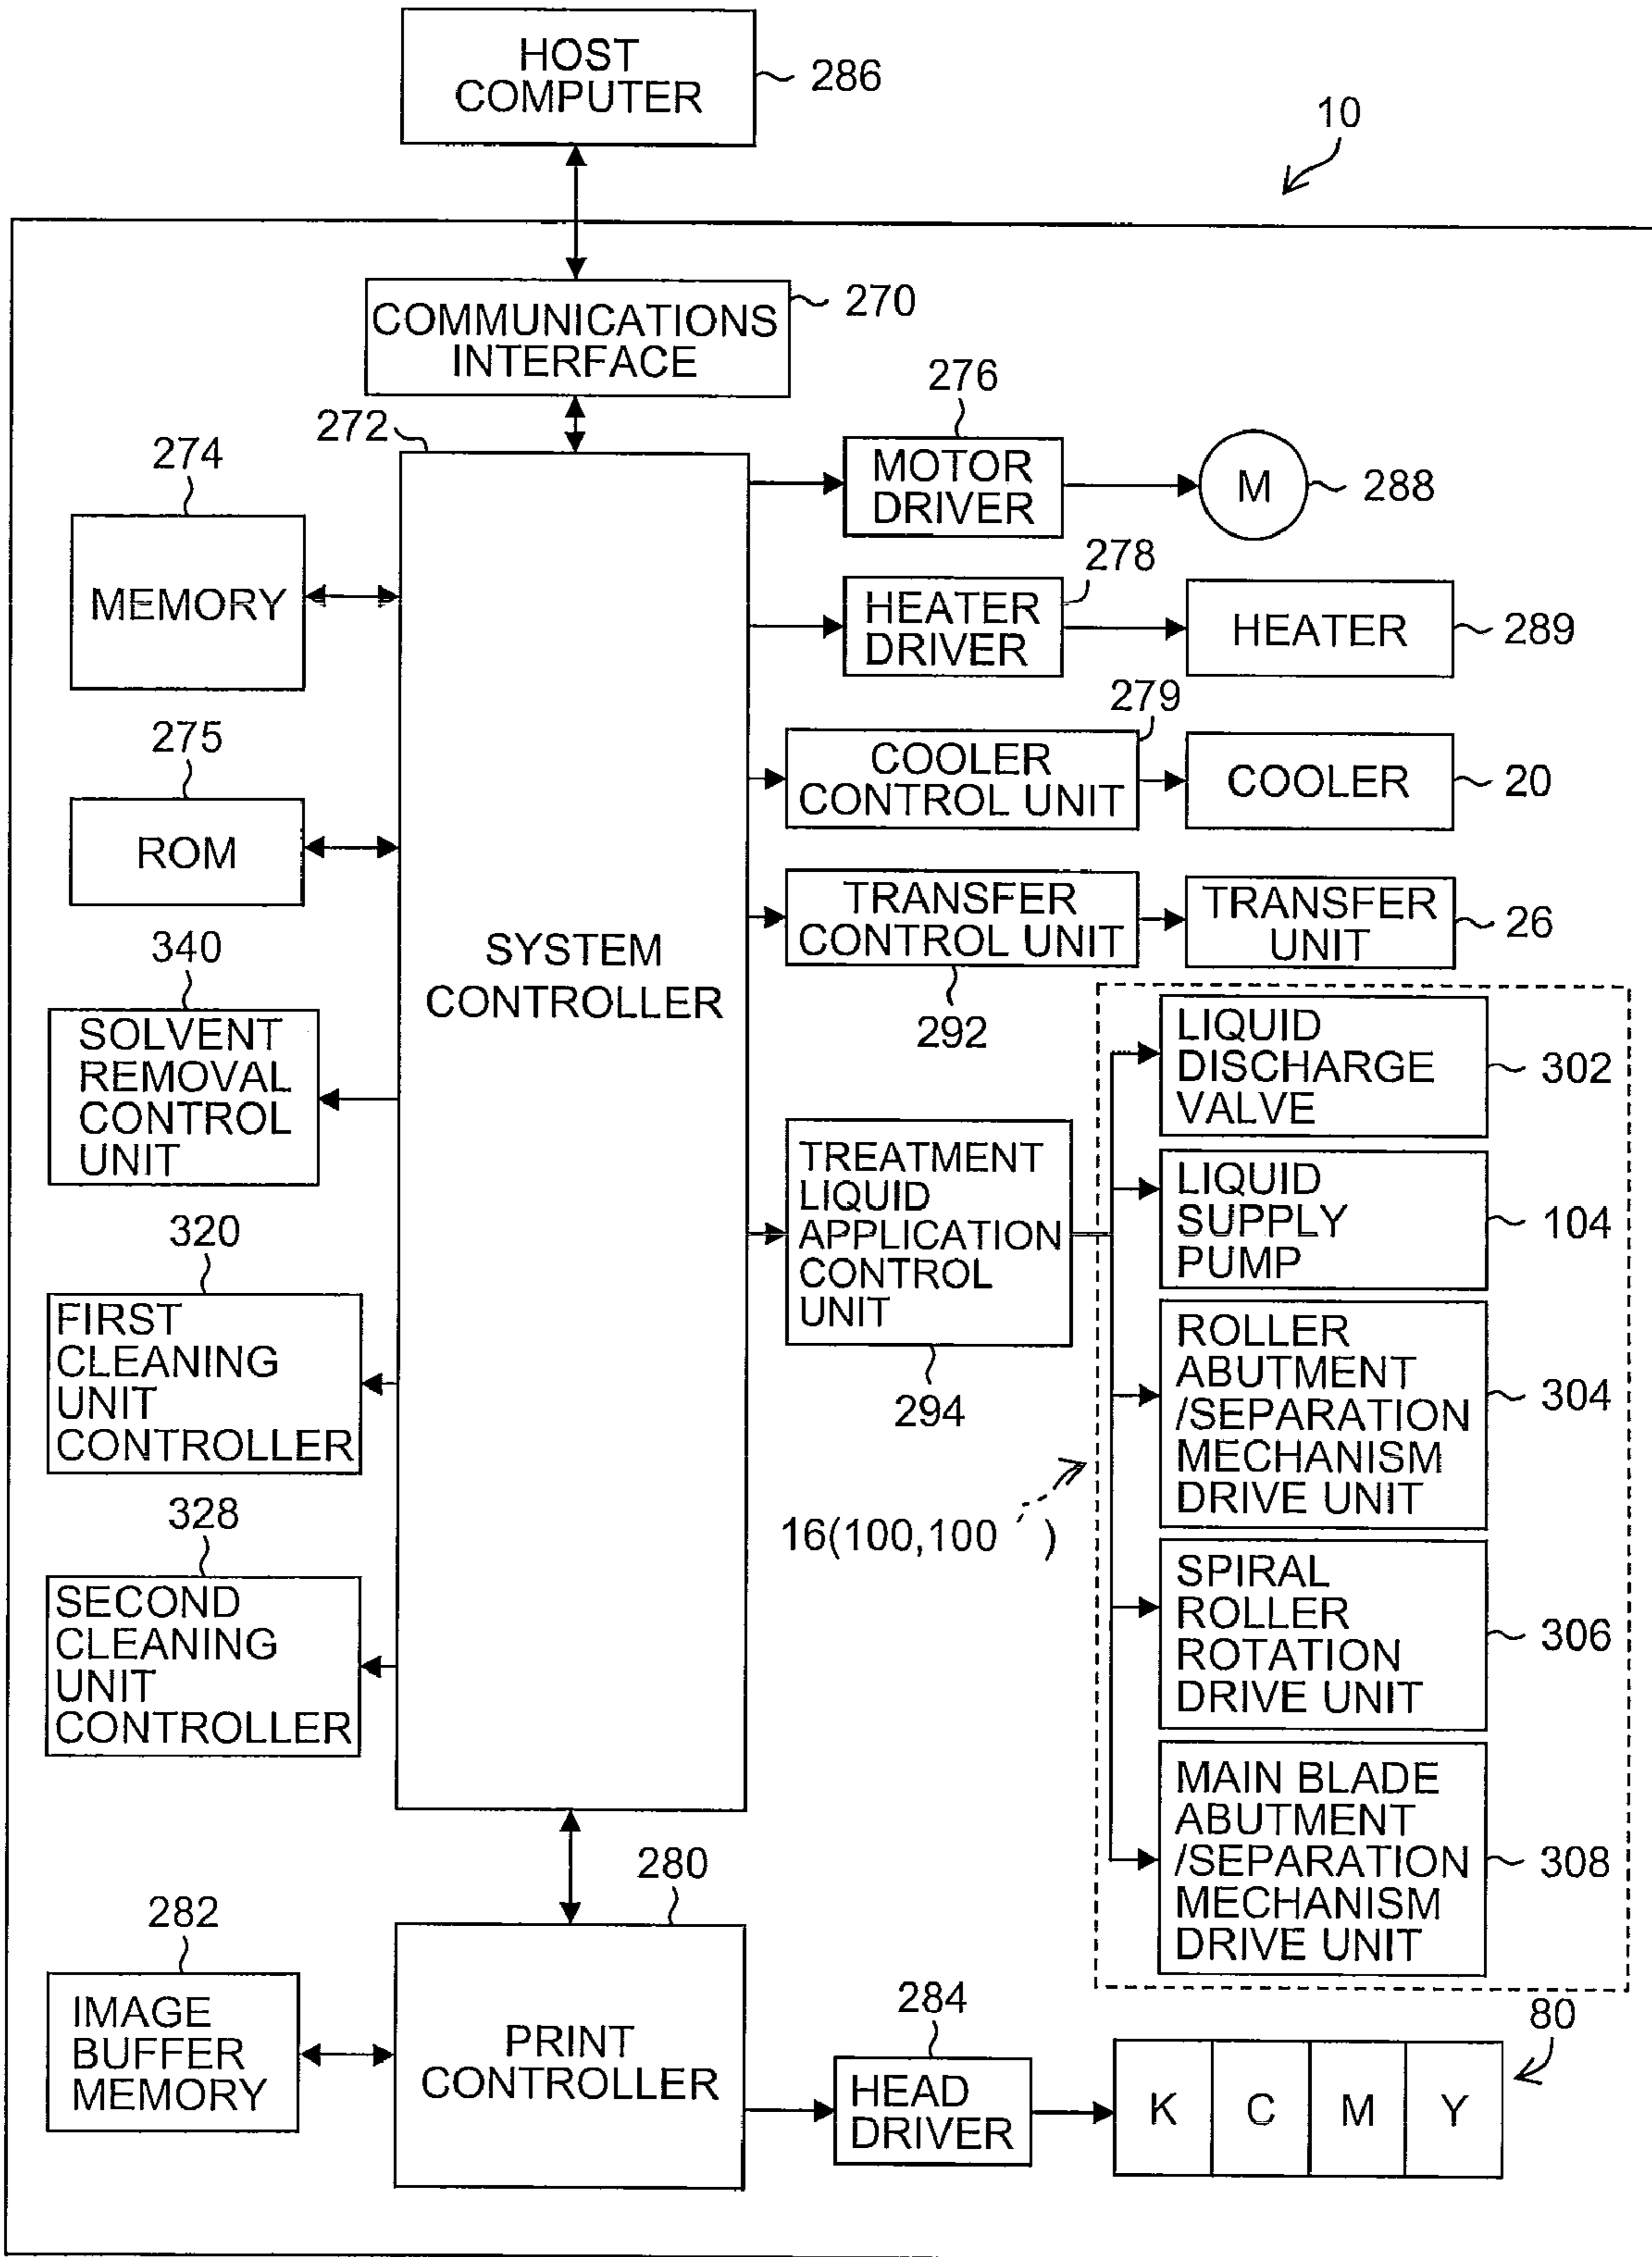 HOST
COMPUTER
286
10
COMMUNICATIONS
INTERFACE
270
272
274
MEMORY
275
ROM
340
SOLVENT
REMOVAL
CONTROL
UNIT
320
FIRST
CLEANING
UNIT
CONTROLLER
328
SECOND
CLEANING
UNIT
CONTROLLER
SYSTEM
CONTROLLER
276
MOTOR
DRIVER
M
288
278
HEATER
DRIVER
HEATER
289
279
COOLER
CONTROL UNIT
COOLER
20
TRANSFER
CONTROL UNIT
292
TRANSFER
UNIT
26
TREATMENT
LIQUID
APPLICATION
CONTROL
UNIT
294
16(100,100′)
LIQUID
DISCHARGE
VALVE
302
LIQUID
SUPPLY
PUMP
104
ROLLER
ABUTMENT
/SEPARATION
MECHANISM
DRIVE UNIT
304
SPIRAL
ROLLER
ROTATION
DRIVE UNIT
306
MAIN BLADE
ABUTMENT
/SEPARATION
MECHANISM
DRIVE UNIT
308
280
PRINT
CONTROLLER
282
IMAGE
BUFFER
MEMORY
284
HEAD
DRIVER
80
K C M Y